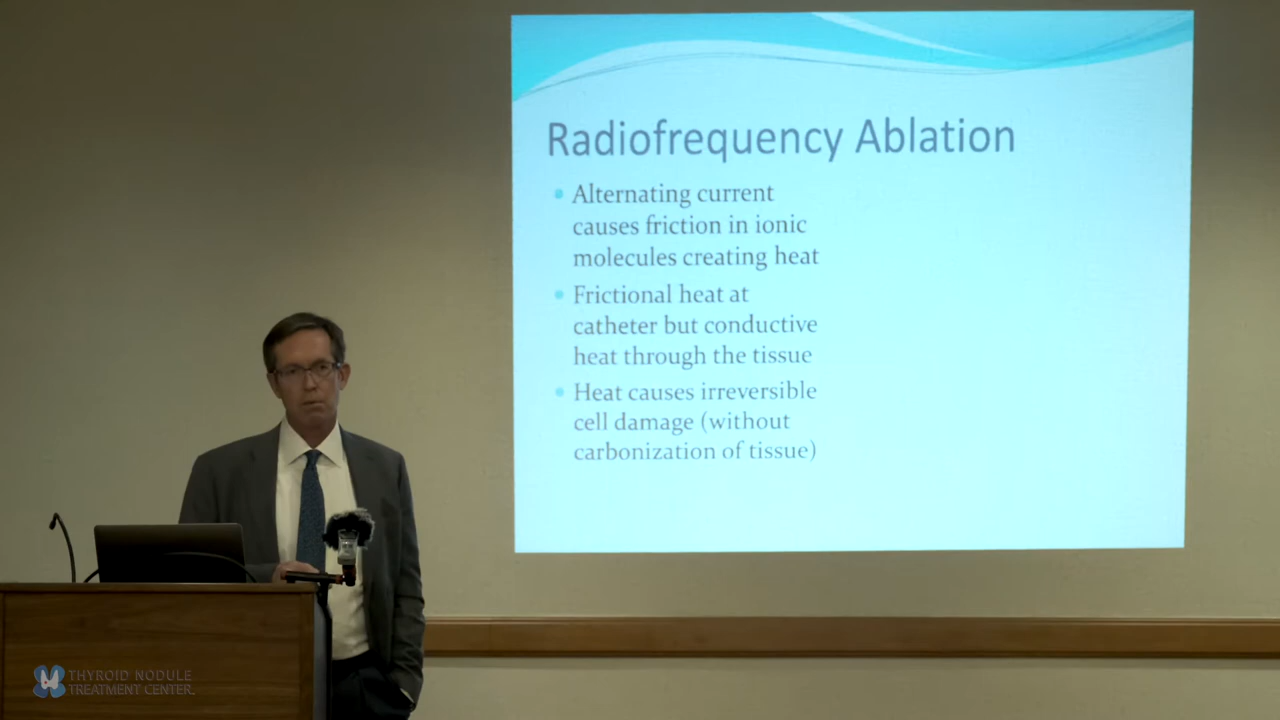 Radiofrequency Ablation
• Alternating current
causes friction in ionic
molecules creating heat
• Frictional heat at
catheter but conductive
heat through the tissue
• Heat causes irreversible
cell damage (without
carbonization of tissue)
THYROID NODULE
TREATMENT CENTER